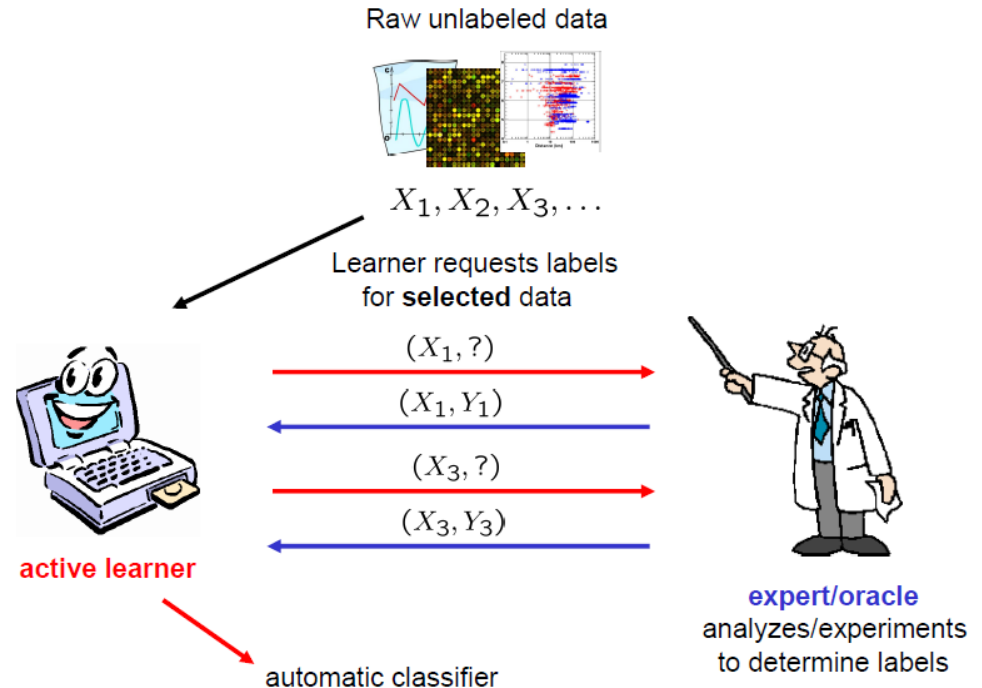 Raw unlabeled data
X₁, X₂, X₃, . . .
Learner requests labels
for selected data
(X₁, ?)
(X₁, Y₁)
(X₃, ?)
(X₃, Y₃)
active learner
expert/oracle
analyzes/experiments
to determine labels
automatic classifier